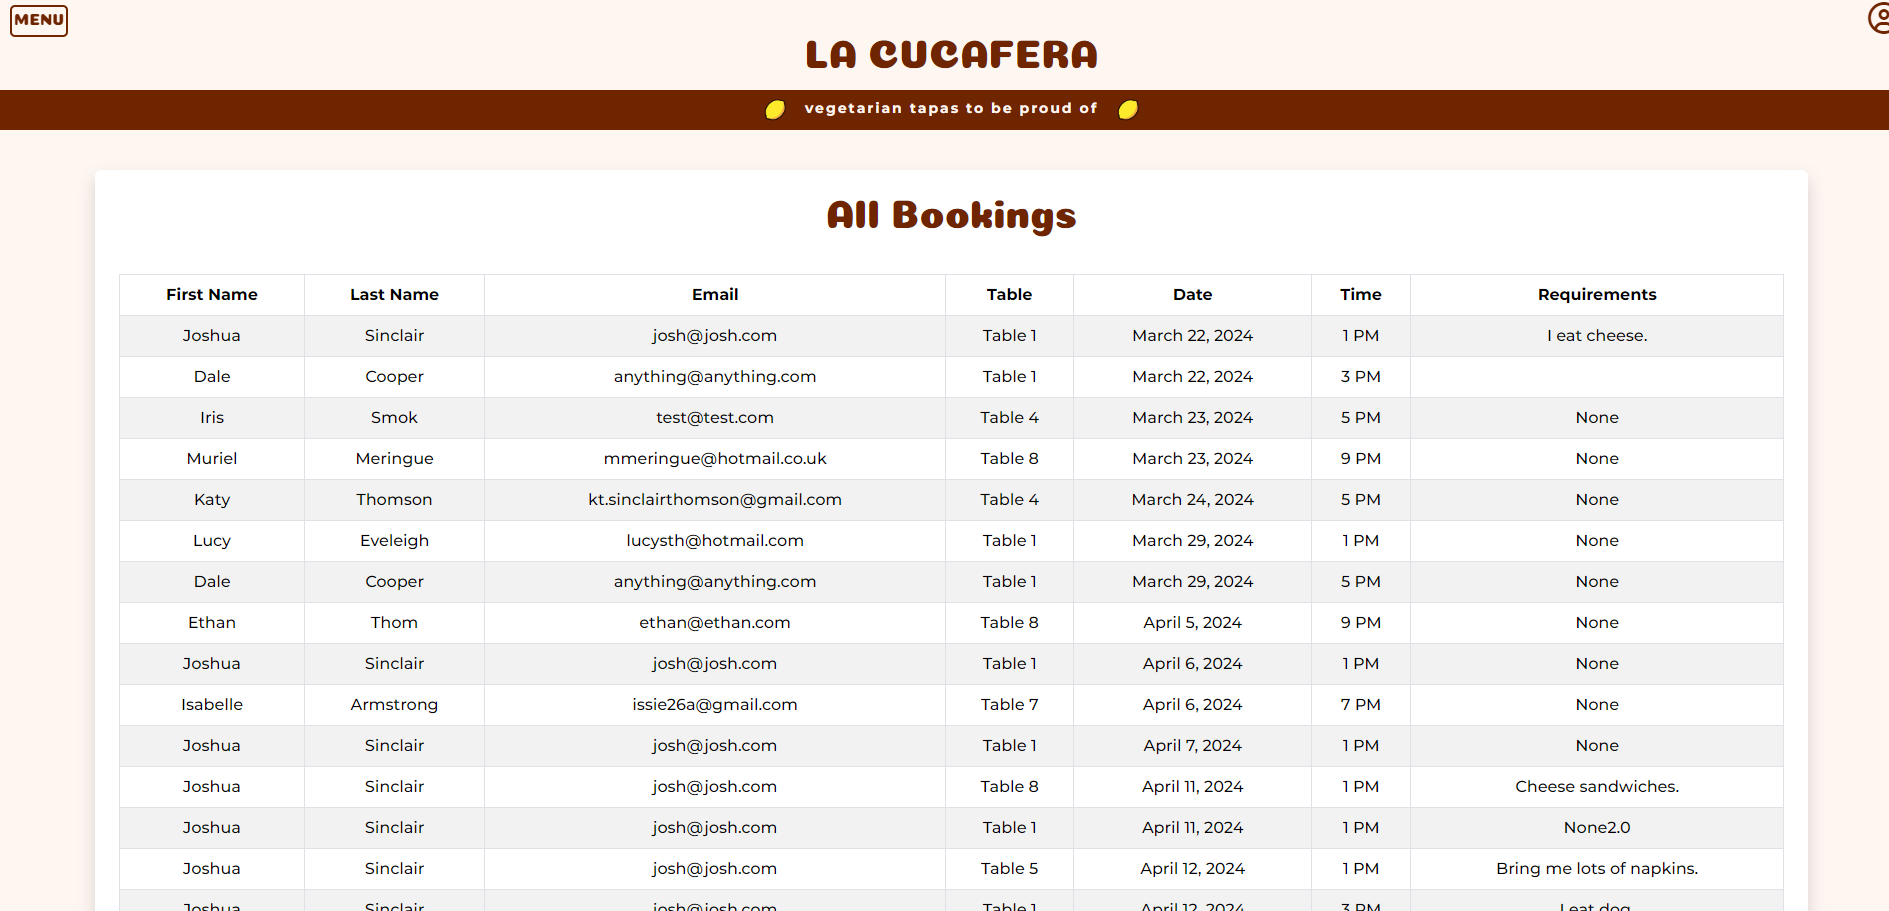 MENU
LA CUCAFERA
vegetarian tapas to be proud of
All Bookings
First Name Last Name Email Table Date Time Requirements
Joshua Sinclair josh@josh.com Table 1 March 22, 2024 1 PM I eat cheese.
Dale Cooper anything@anything.com Table 1 March 22, 2024 3 PM
Iris Smok test@test.com Table 4 March 23, 2024 5 PM None
Muriel Meringue mmeringue@hotmail.co.uk Table 8 March 23, 2024 9 PM None
Katy Thomson kt.sinclairthomson@gmail.com Table 4 March 24, 2024 5 PM None
Lucy Eveleigh lucysth@hotmail.com Table 1 March 29, 2024 1 PM None
Dale Cooper anything@anything.com Table 1 March 29, 2024 5 PM None
Ethan Thom ethan@ethan.com Table 8 April 5, 2024 9 PM None
Joshua Sinclair josh@josh.com Table 1 April 6, 2024 1 PM None
Isabelle Armstrong issie26a@gmail.com Table 7 April 6, 2024 7 PM None
Joshua Sinclair josh@josh.com Table 1 April 7, 2024 1 PM None
Joshua Sinclair josh@josh.com Table 8 April 11, 2024 1 PM Cheese sandwiches.
Joshua Sinclair josh@josh.com Table 1 April 11, 2024 1 PM None2.0
Joshua Sinclair josh@josh.com Table 5 April 12, 2024 1 PM Bring me lots of napkins.
Joshua Sinclair josh@josh.com Table 1 April 12, 2024 3 PM I eat dog